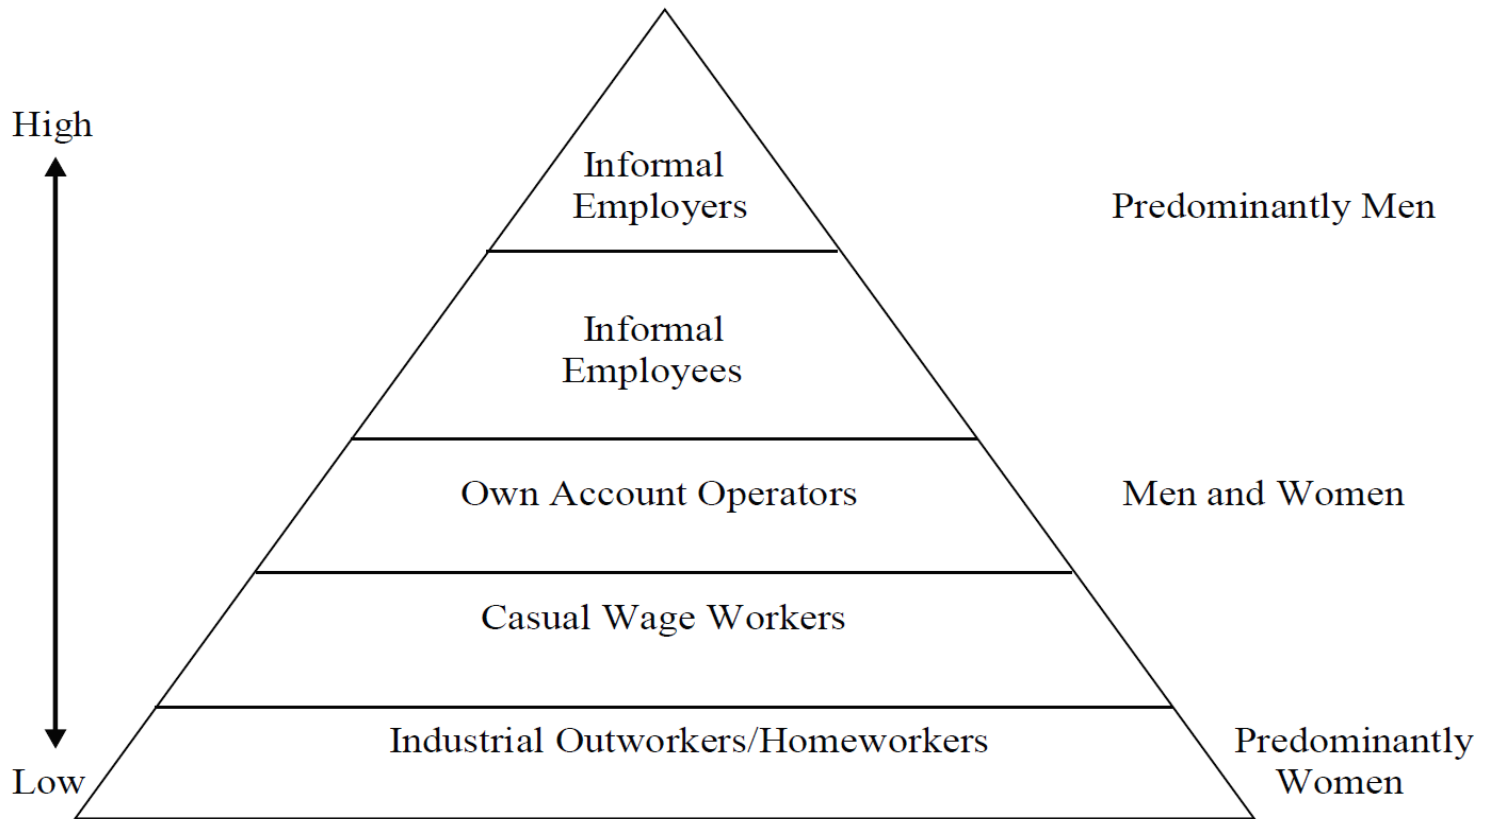 High
Informal
Employers
Predominantly Men
Informal
Employees
Own Account Operators
Men and Women
Casual Wage Workers
Industrial Outworkers/Homeworkers
Predominantly
Women
Low